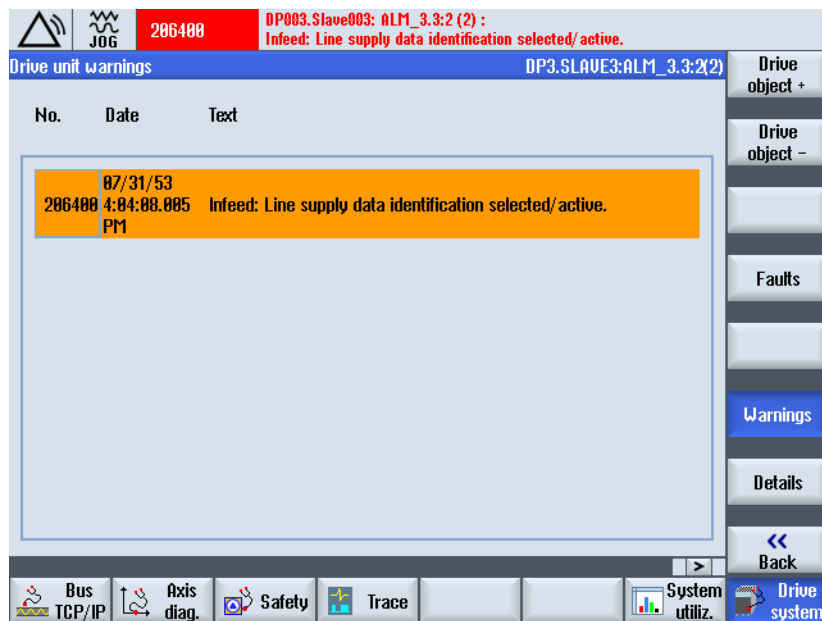 JOG
206400
DP003.Slave003: ALM_3.3:2 (2) :
Infeed: Line supply data identification selected/active.
Drive unit warnings
DP3.SLAVE3:ALM_3.3:2(2)
No. Date Text
07/31/53
206400 4:04:08.005 Infeed: Line supply data identification selected/active.
PM
Drive
object +
Drive
object -
Faults
Warnings
Details
<<
Back
>
Bus
TCP/IP
Axis
diag.
Safety
Trace
System
utiliz.
Drive
system